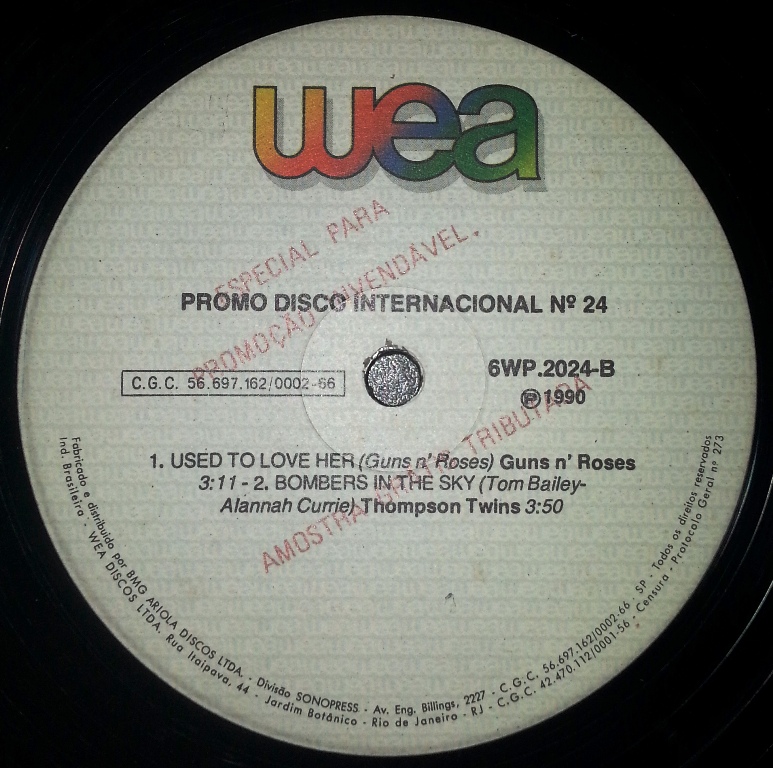 wea
ESPECIAL PARA
PROMOÇÃO INVENDÁVEL.
AMOSTRA GRÁTIS TRIBUTADA
PROMO DISCO INTERNACIONAL Nº 24
C.G.C. 56.697.162/0002-66
6WP.2024-B
Ⓟ1990
1. USED TO LOVE HER (Guns n' Roses) Guns n' Roses
3:11 - 2. BOMBERS IN THE SKY (Tom Bailey-
Alannah Currie) Thompson Twins 3:50
Fabricado e distribuído por BMG ARIOLA DISCOS LTDA. - Divisão SONOPRESS - Av. Eng. Billings, 2227 - C.G.C. 56.697.162/0002-66 . SP - Todos os direitos reservados
Ind. Brasileira - WEA DISCOS LTDA. Rua Itaipava, 44 - Jardim Botânico - Rio de Janeiro - RJ - C.G.C. 42.470.112/0001-56 - Censura - Protocolo Geral nº 273